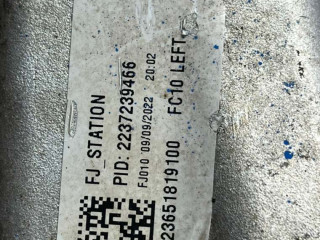 FJ_STATION
PID: 2237239466
FJ010 09/09/2022 20:02
FC10 LEFT
23651819100